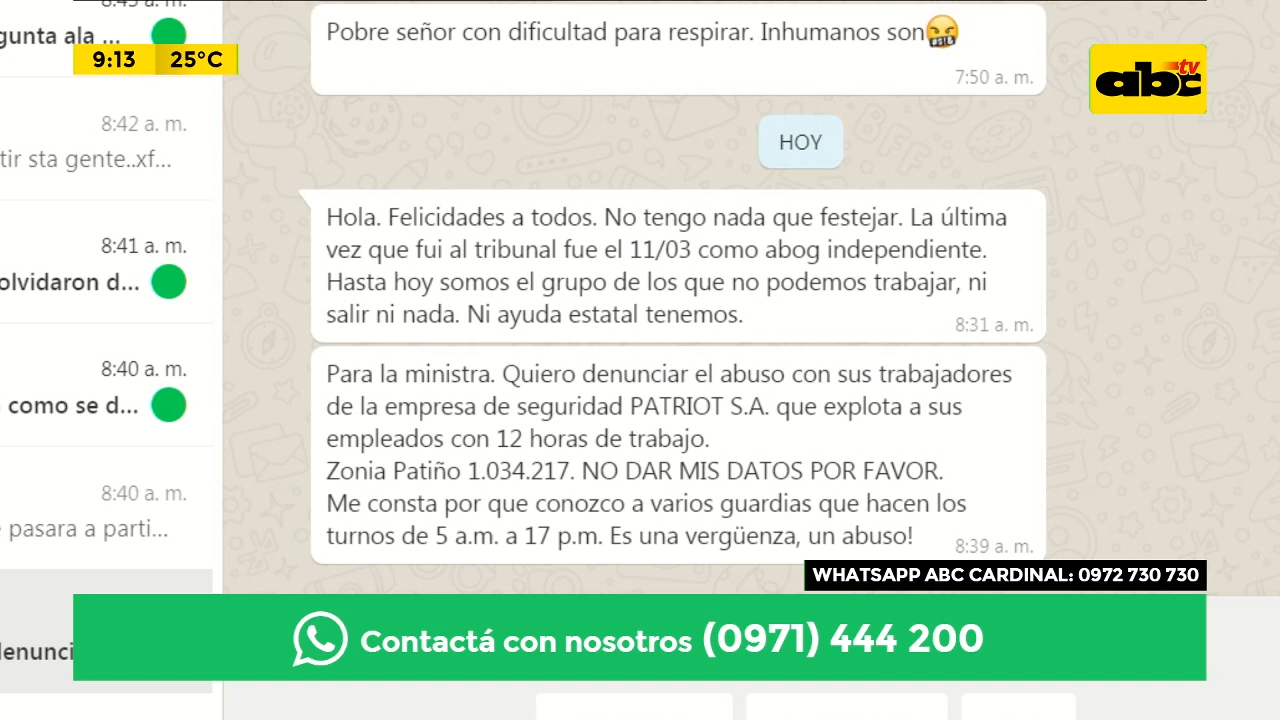 gunta ala ...
9:13 25°C
8:42 a. m.
tir sta gente..xf...
8:41 a. m.
olvidaron d...
8:40 a. m.
como se d...
8:40 a. m.
pasara a parti...
denunci
Pobre señor con dificultad para respirar. Inhumanos son🤬
7:50 a. m.
abc tv
HOY
Hola. Felicidades a todos. No tengo nada que festejar. La última
vez que fui al tribunal fue el 11/03 como abog independiente.
Hasta hoy somos el grupo de los que no podemos trabajar, ni
salir ni nada. Ni ayuda estatal tenemos.
8:31 a. m.
Para la ministra. Quiero denunciar el abuso con sus trabajadores
de la empresa de seguridad PATRIOT S.A. que explota a sus
empleados con 12 horas de trabajo.
Zonia Patiño 1.034.217. NO DAR MIS DATOS POR FAVOR.
Me consta por que conozco a varios guardias que hacen los
turnos de 5 a.m. a 17 p.m. Es una vergüenza, un abuso!
8:39 a. m.
WHATSAPP ABC CARDINAL: 0972 730 730
Contactá con nosotros (0971) 444 200